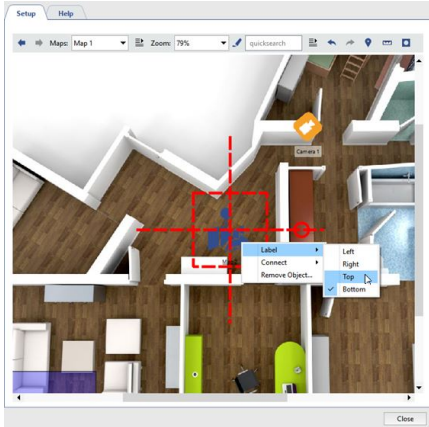 Setup
Help
Maps: Map 1
Zoom: 79%
quicksearch
Camera 1
Label
Connect
Remove Object...
Left
Right
Top
Bottom
Close